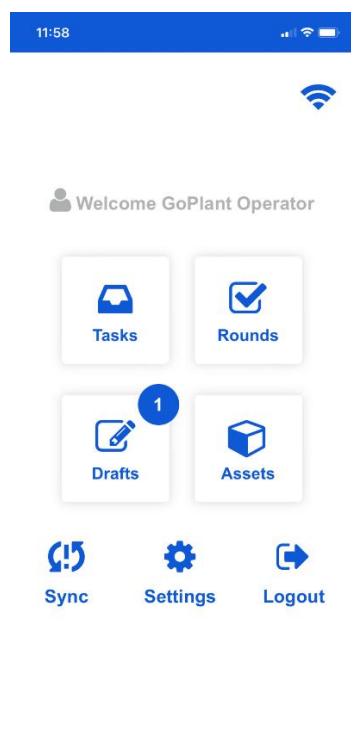 11:58
Welcome GoPlant Operator
Tasks
Rounds
1
Drafts
Assets
Sync
Settings
Logout